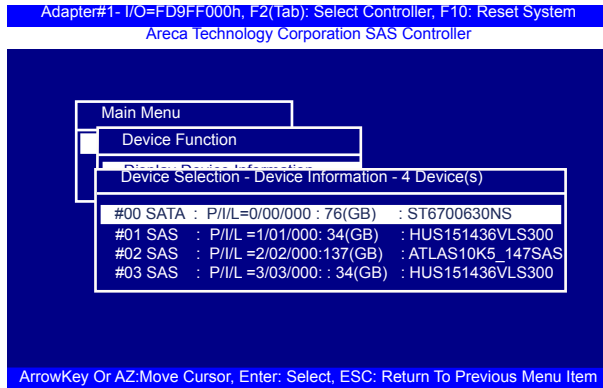 Adapter#1- I/O=FD9FF000h, F2(Tab): Select Controller, F10: Reset System
Areca Technology Corporation SAS Controller
Main Menu
Device Function
Display Device Information
Device Selection - Device Information - 4 Device(s)
#00 SATA : P/I/L=0/00/000 : 76(GB) : ST6700630NS
#01 SAS : P/I/L =1/01/000: 34(GB) : HUS151436VLS300
#02 SAS : P/I/L =2/02/000:137(GB) : ATLAS10K5_147SAS
#03 SAS : P/I/L =3/03/000: : 34(GB) : HUS151436VLS300
ArrowKey Or AZ:Move Cursor, Enter: Select, ESC: Return To Previous Menu Item